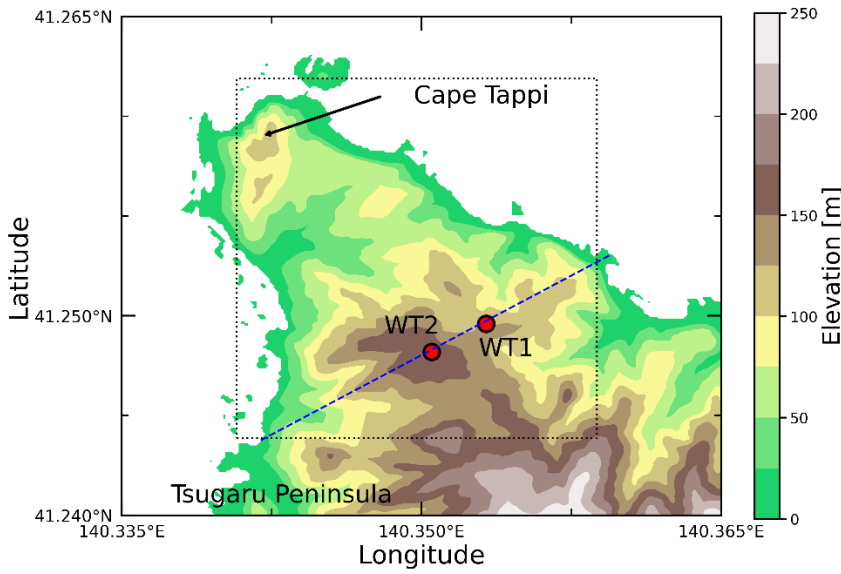 41.265°N
Cape Tappi
Latitude
41.250°N
WT2
WT1
Tsugaru Peninsula
41.240°N
140.335°E
140.350°E
140.365°E
Longitude
250
200
150
100
50
0
Elevation [m]